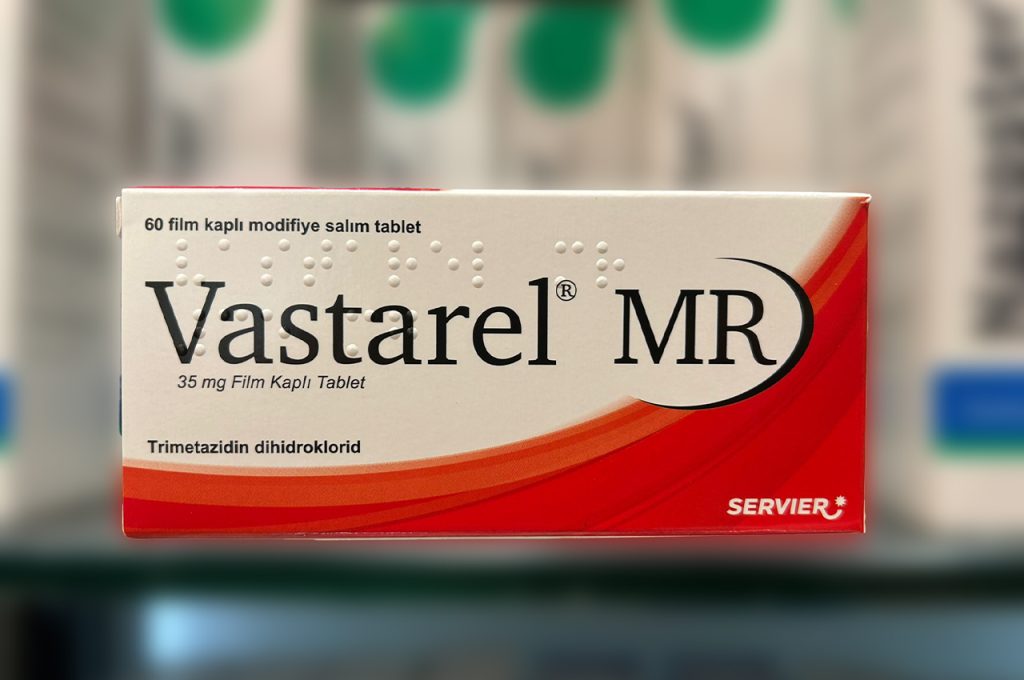 60 film kaplı modifiye salım tablet
Vastarel® MR
35 mg Film Kaplı Tablet
Trimetazidin dihidroklorid
SERVIER